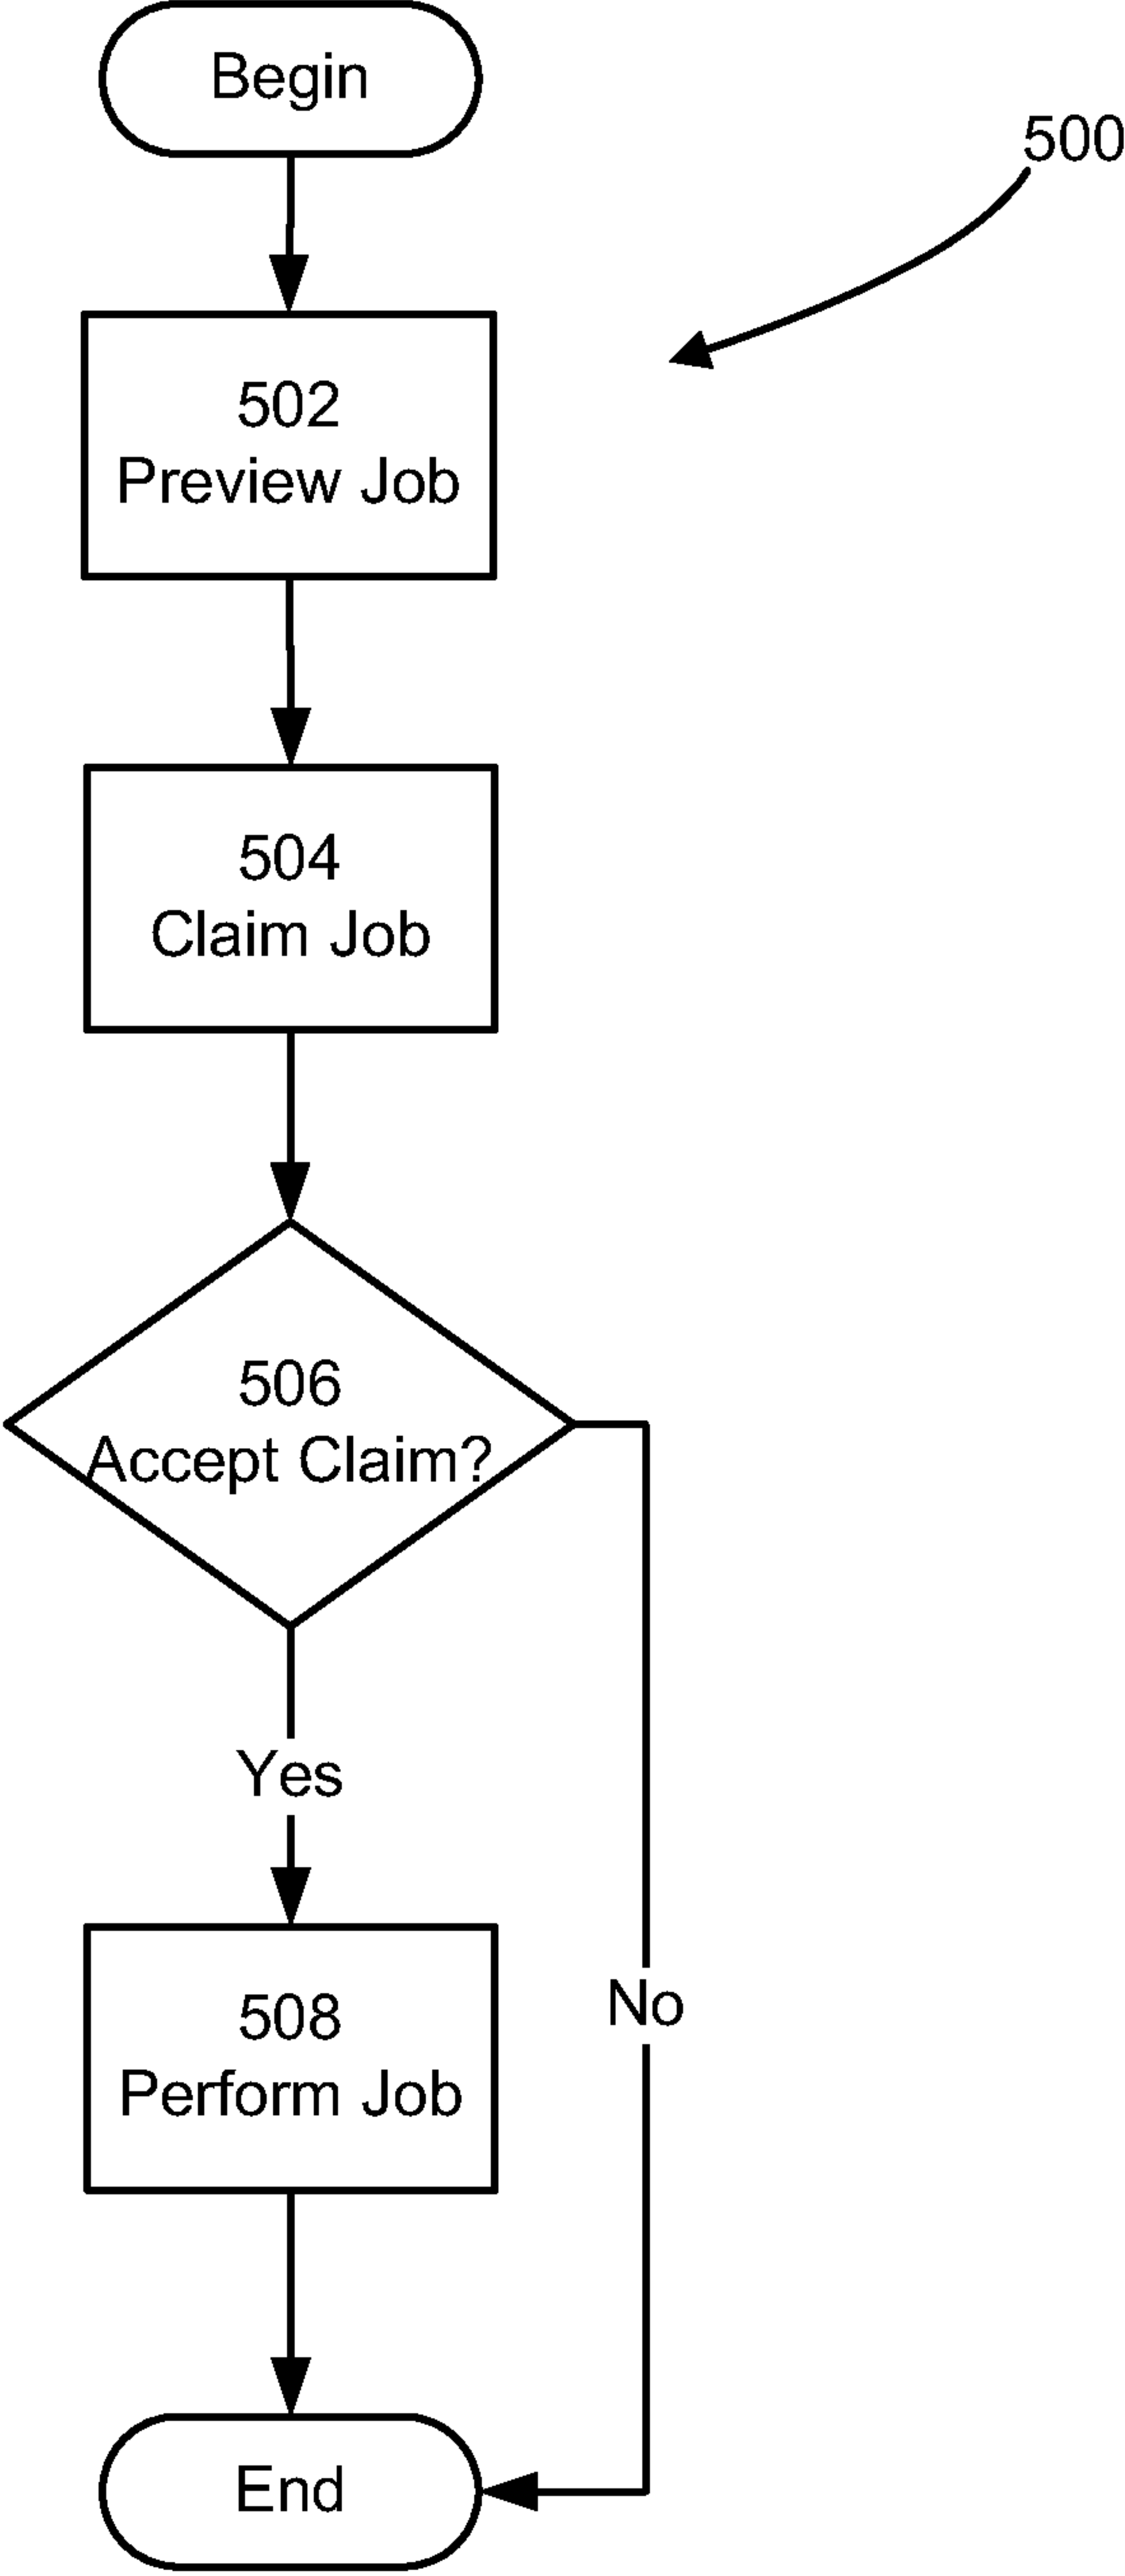 Begin
500
502
Preview Job
504
Claim Job
506
Accept Claim?
Yes
508
Perform Job
No
End